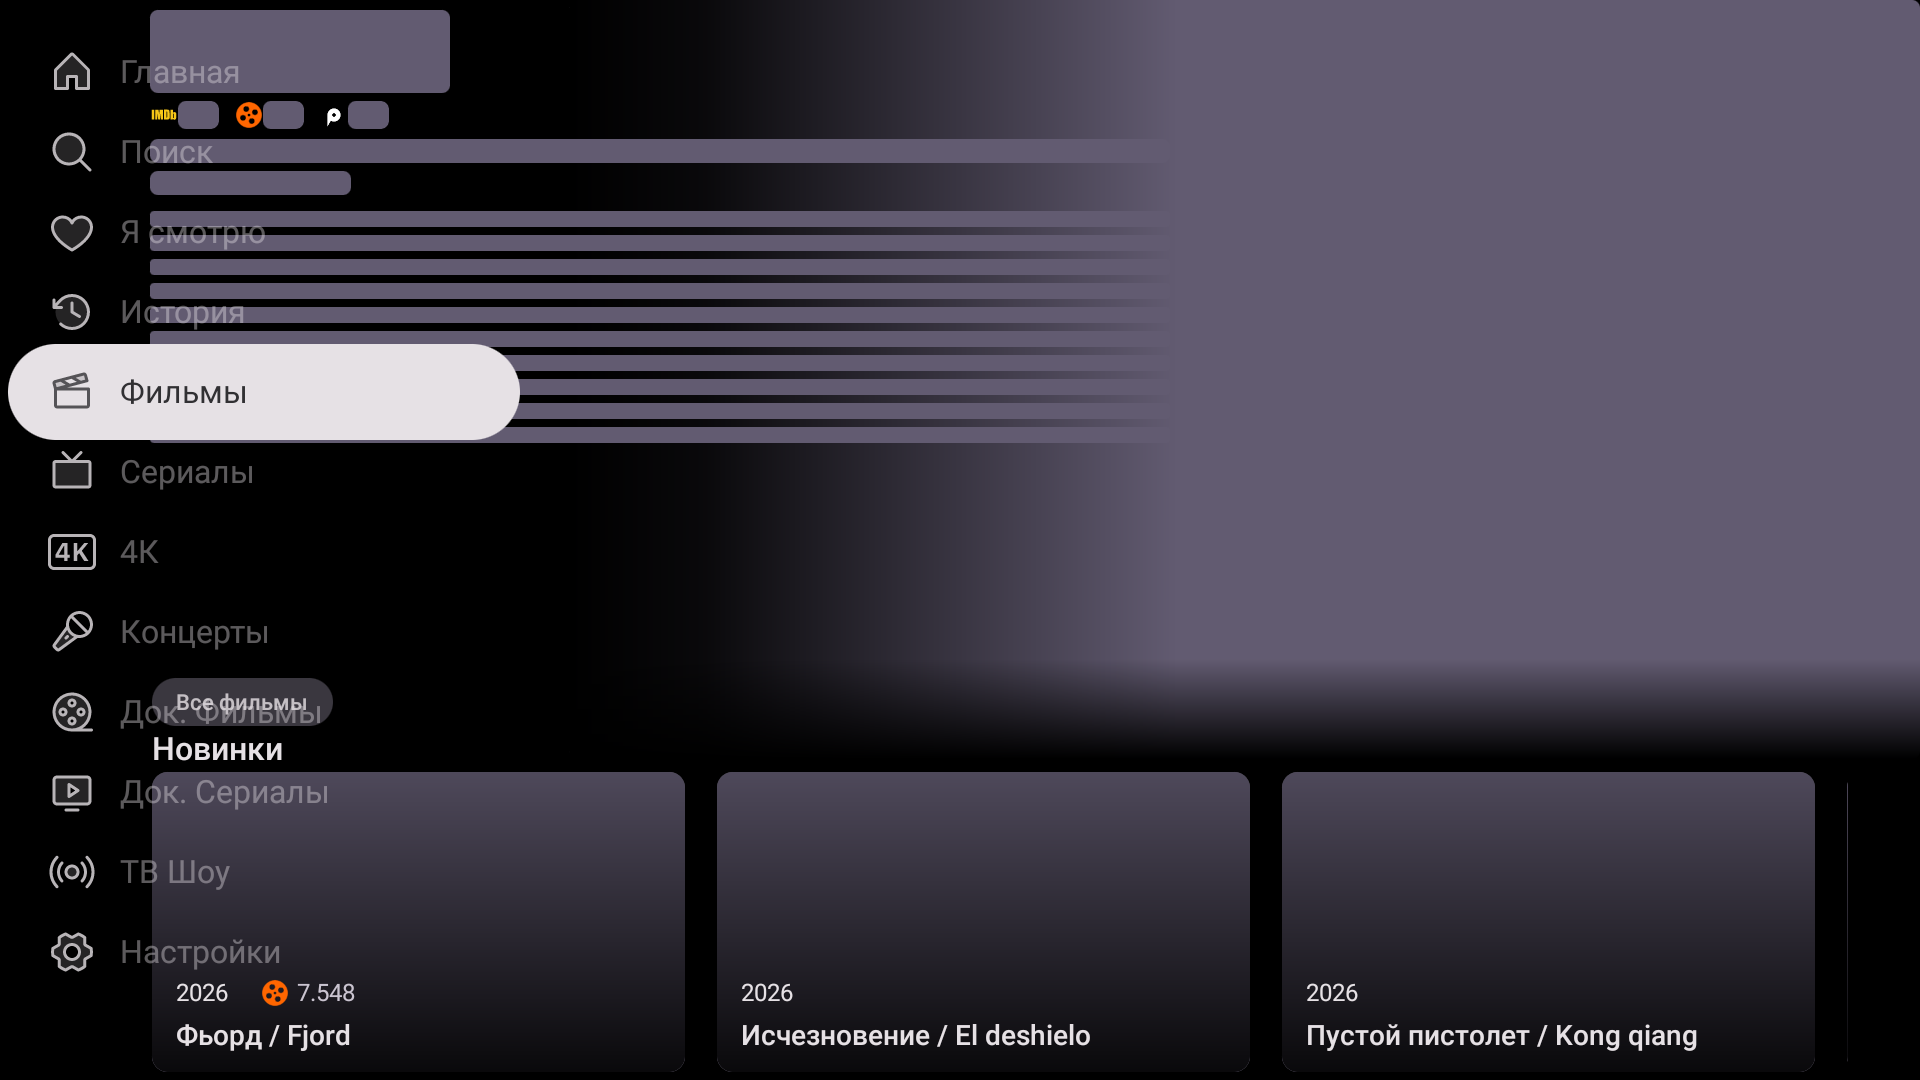 Главная
IMDb
Поиск
Я смотрю
История
Фильмы
Сериалы
4K 4К
Концерты
Все фильмы
Док. Фильмы
Новинки
Док. Сериалы
ТВ Шоу
Настройки
2026 7.548
Фьорд / Fjord
2026
Исчезновение / El deshielo
2026
Пустой пистолет / Kong qiang